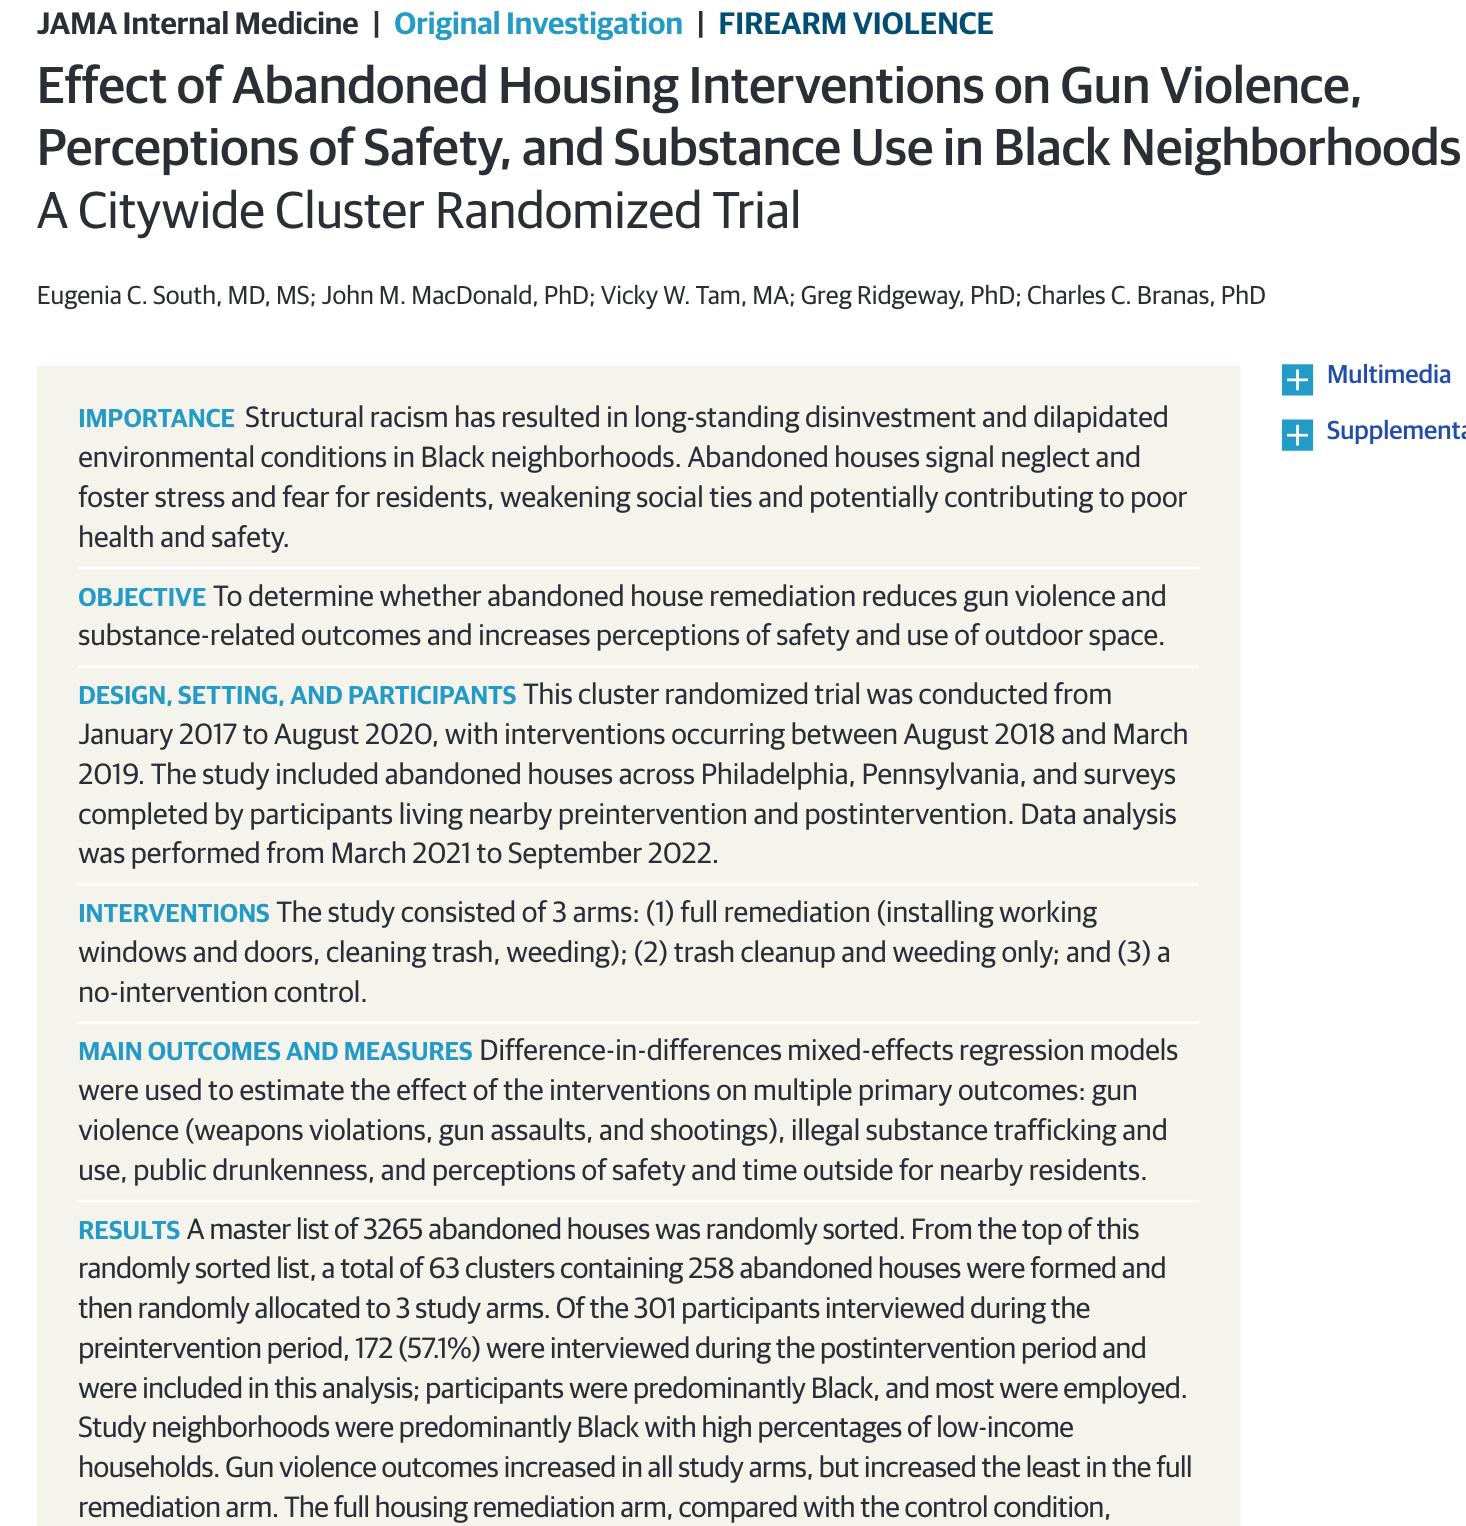 JAMA Internal Medicine | Original Investigation | FIREARM VIOLENCE
Effect of Abandoned Housing Interventions on Gun Violence,
Perceptions of Safety, and Substance Use in Black Neighborhoods
A Citywide Cluster Randomized Trial
Eugenia C. South, MD, MS; John M. MacDonald, PhD; Vicky W. Tam, MA; Greg Ridgeway, PhD; Charles C. Branas, PhD
Multimedia
IMPORTANCE Structural racism has resulted in long-standing disinvestment and dilapidated
environmental conditions in Black neighborhoods. Abandoned houses signal neglect and
foster stress and fear for residents, weakening social ties and potentially contributing to poor
health and safety.
OBJECTIVE To determine whether abandoned house remediation reduces gun violence and
substance-related outcomes and increases perceptions of safety and use of outdoor space.
DESIGN, SETTING, AND PARTICIPANTS This cluster randomized trial was conducted from
January 2017 to August 2020, with interventions occurring between August 2018 and March
2019. The study included abandoned houses across Philadelphia, Pennsylvania, and surveys
completed by participants living nearby preintervention and postintervention. Data analysis
was performed from March 2021 to September 2022.
INTERVENTIONS The study consisted of 3 arms: (1) full remediation (installing working
windows and doors, cleaning trash, weeding); (2) trash cleanup and weeding only; and (3) a
no-intervention control.
MAIN OUTCOMES AND MEASURES Difference-in-differences mixed-effects regression models
were used to estimate the effect of the interventions on multiple primary outcomes: gun
violence (weapons violations, gun assaults, and shootings), illegal substance trafficking and
use, public drunkenness, and perceptions of safety and time outside for nearby residents.
RESULTS A master list of 3265 abandoned houses was randomly sorted. From the top of this
randomly sorted list, a total of 63 clusters containing 258 abandoned houses were formed and
then randomly allocated to 3 study arms. Of the 301 participants interviewed during the
preintervention period, 172 (57.1%) were interviewed during the postintervention period and
were included in this analysis; participants were predominantly Black, and most were employed.
Study neighborhoods were predominantly Black with high percentages of low-income
households. Gun violence outcomes increased in all study arms, but increased the least in the full
remediation arm. The full housing remediation arm, compared with the control condition,